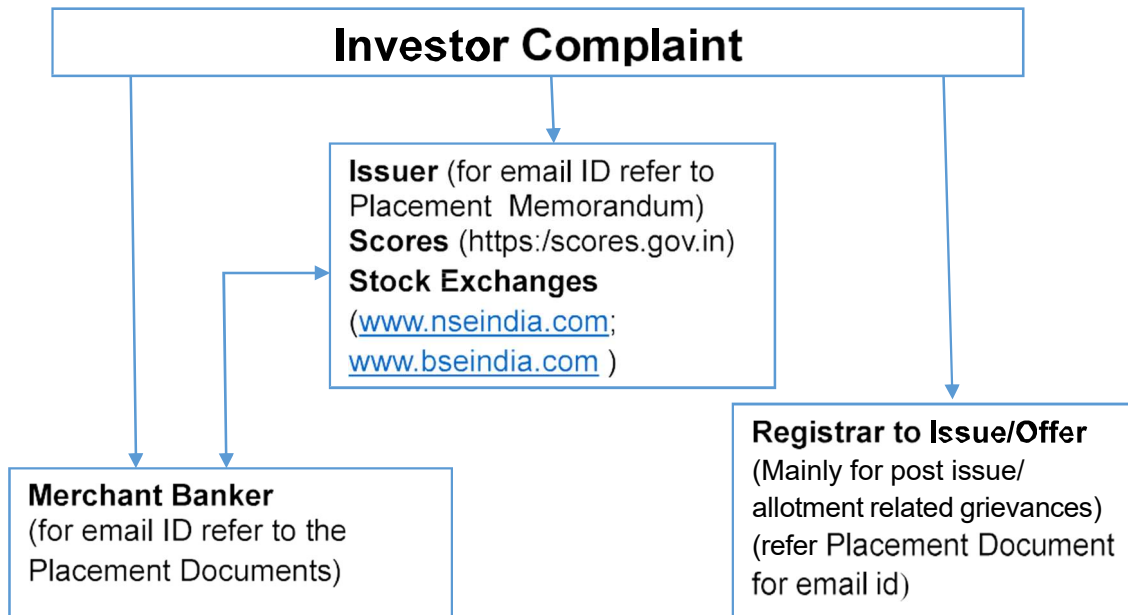 Investor Complaint
Issuer (for email ID refer to
Placement Memorandum)
Scores (https:/scores.gov.in)
Stock Exchanges
(www.nseindia.com;
www.bseindia.com )
Merchant Banker
(for email ID refer to the
Placement Documents)
Registrar to Issue/Offer
(Mainly for post issue/
allotment related grievances)
(refer Placement Document
for email id)